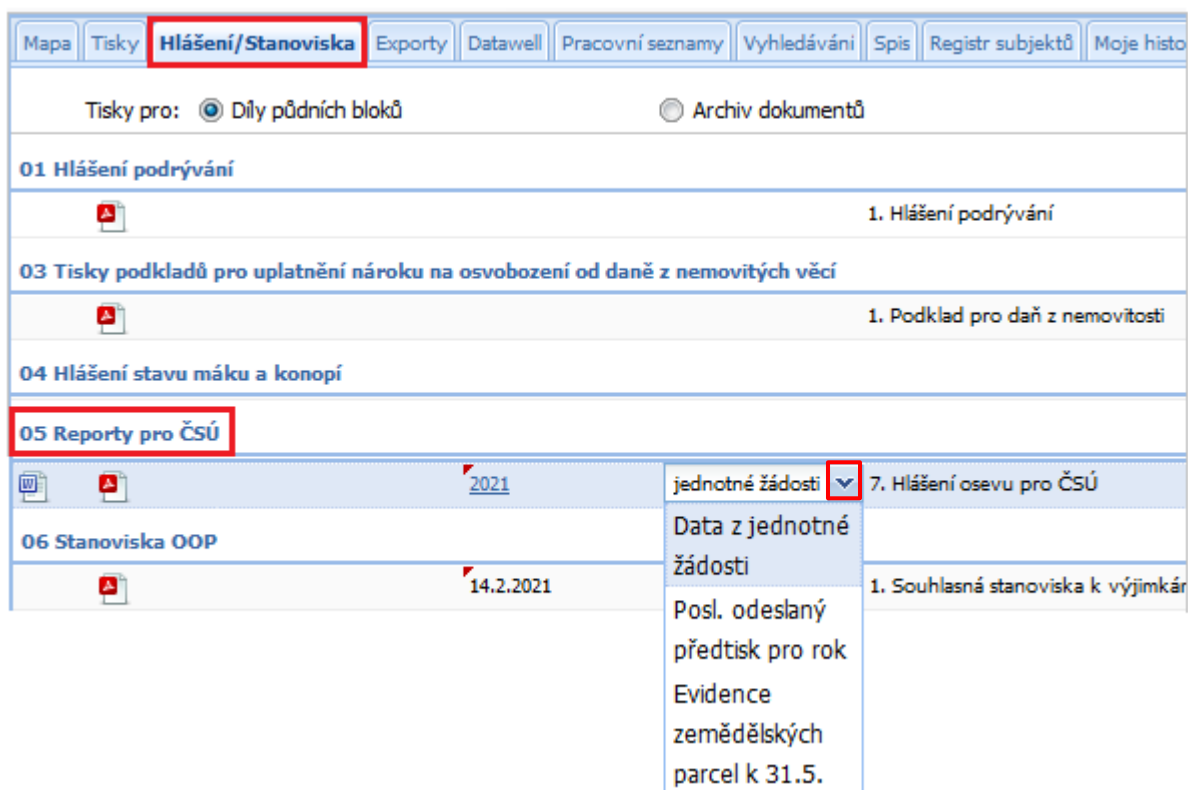 Mapa Tisky Hlášení/Stanoviska Exporty Datawell Pracovní seznamy Vyhledáváni Spis Registr subjektů Moje histo
Tisky pro: Díly půdních bloků Archiv dokumentů
01 Hlášení podrývání
1. Hlášení podrývání
03 Tisky podkladů pro uplatnění nároku na osvobození od daně z nemovitých věcí
1. Podklad pro daň z nemovitosti
04 Hlášení stavu máku a konopí
05 Reporty pro ČSÚ
2021 jednotné žádosti 7. Hlášení osevu pro ČSÚ
Data z jednotné
žádosti
06 Stanoviska OOP
14.2.2021 1. Souhlasná stanoviska k výjimkár
Posl. odeslaný
předtisk pro rok
Evidence
zemědělských
parcel k 31.5.